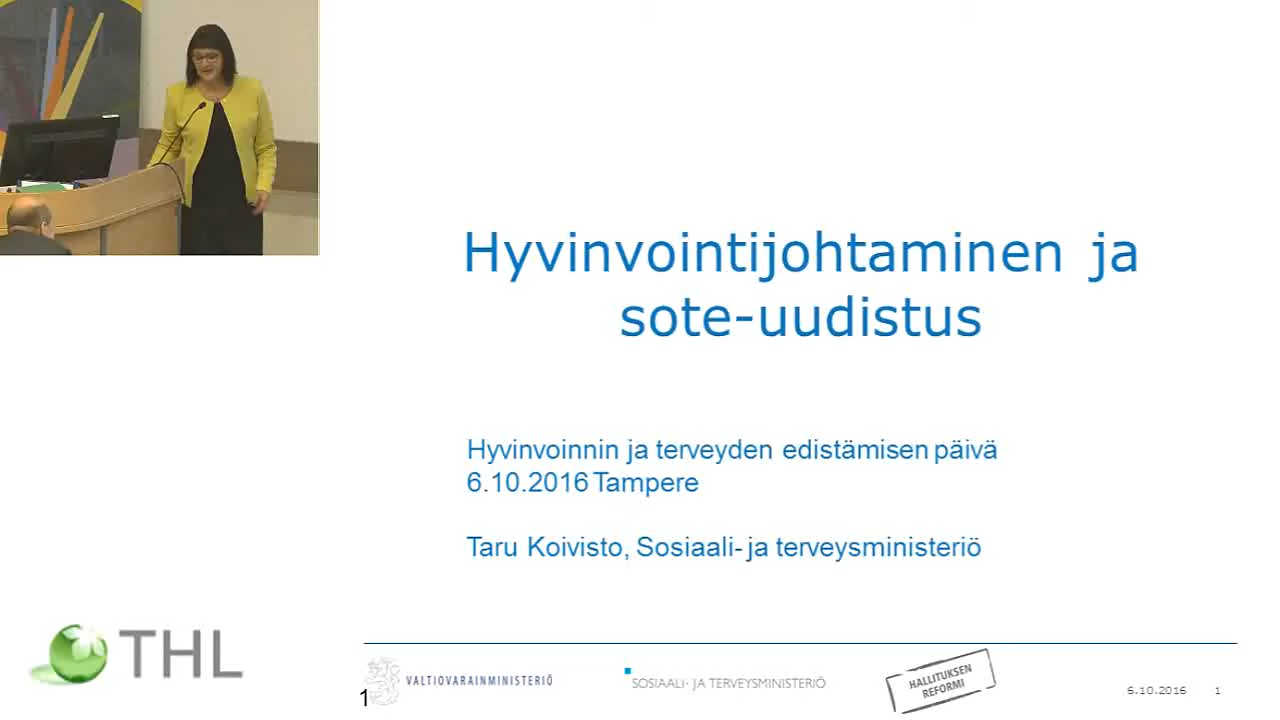 Hyvinvointijohtaminen ja
sote-uudistus
Hyvinvoinnin ja terveyden edistämisen päivä
6.10.2016 Tampere
Taru Koivisto, Sosiaali- ja terveysministeriö
THL
1
VALTIOVARAINMINISTERIÖ
SOSIAALI- JA TERVEYSMINISTERIÖ
HALLITUKSEN
REFORMI
6.10.2016 1